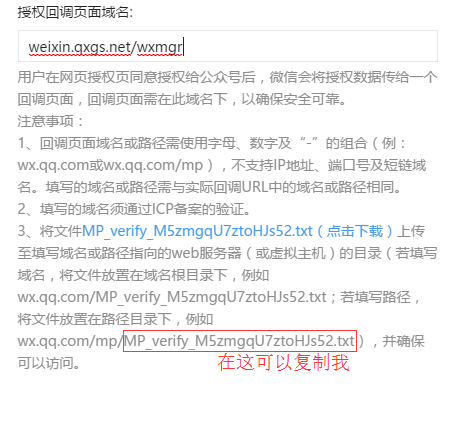 授权回调页面域名:
weixin.qxgs.net/wxmgr
用户在网页授权页同意授权给公众号后，微信会将授权数据传给一个
回调页面，回调页面需在此域名下，以确保安全可靠。
注意事项：
1、回调页面域名或路径需使用字母、数字及“-”的组合（例：
wx.qq.com或wx.qq.com/mp），不支持IP地址、端口号及短链域
名。填写的域名或路径需与实际回调URL中的域名或路径相同。
2、填写的域名须通过ICP备案的验证。
3、将文件MP_verify_M5zmgqU7ztoHJs52.txt（点击下载）上传
至填写域名或路径指向的web服务器（或虚拟主机）的目录（若填写
域名，将文件放置在域名根目录下，例如
wx.qq.com/MP_verify_M5zmgqU7ztoHJs52.txt；若填写路径，
将文件放置在路径目录下，例如
wx.qq.com/mp/MP_verify_M5zmgqU7ztoHJs52.txt），并确保
可以访问。
在这可以复制我